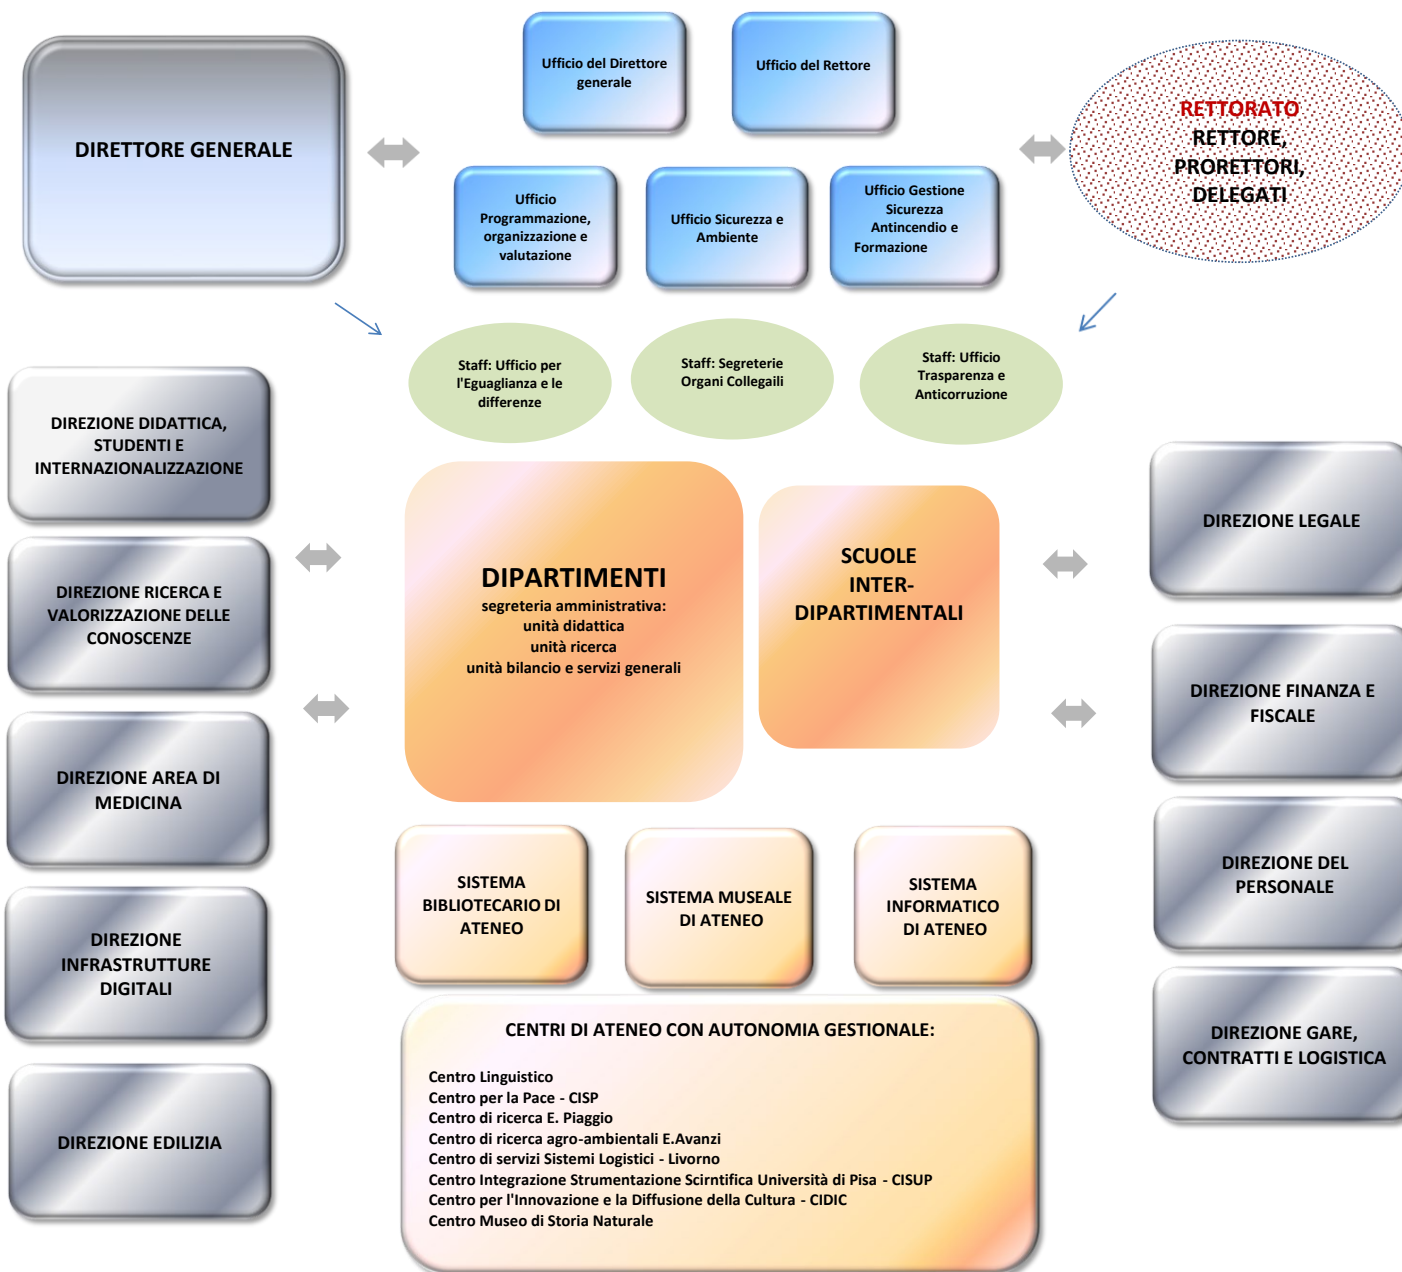 Ufficio del Direttore
generale
Ufficio del Rettore
DIRETTORE GENERALE
RETTORATO
RETTORE,
PRORETTORI,
DELEGATI
Ufficio
Programmazione,
organizzazione e
valutazione
Ufficio Sicurezza e
Ambiente
Ufficio Gestione
Sicurezza
Antincendio e
Formazione
Staff: Ufficio per
l'Eguaglianza e le
differenze
Staff: Segreterie
Organi Collegaili
Staff: Ufficio
Trasparenza e
Anticorruzione
DIREZIONE DIDATTICA,
STUDENTI E
INTERNAZIONALIZZAZIONE
DIREZIONE RICERCA E
VALORIZZAZIONE DELLE
CONOSCENZE
DIREZIONE AREA DI
MEDICINA
DIREZIONE
INFRASTRUTTURE
DIGITALI
DIREZIONE EDILIZIA
DIPARTIMENTI
segreteria amministrativa:
unità didattica
unità ricerca
unità bilancio e servizi generali
SCUOLE
INTER-
DIPARTIMENTALI
DIREZIONE LEGALE
DIREZIONE FINANZA E
FISCALE
DIREZIONE DEL
PERSONALE
DIREZIONE GARE,
CONTRATTI E LOGISTICA
SISTEMA
BIBLIOTECARIO DI
ATENEO
SISTEMA MUSEALE
DI ATENEO
SISTEMA
INFORMATICO
DI ATENEO
CENTRI DI ATENEO CON AUTONOMIA GESTIONALE:
Centro Linguistico
Centro per la Pace - CISP
Centro di ricerca E. Piaggio
Centro di ricerca agro-ambientali E.Avanzi
Centro di servizi Sistemi Logistici - Livorno
Centro Integrazione Strumentazione Scirntifica Università di Pisa - CISUP
Centro per l'Innovazione e la Diffusione della Cultura - CIDIC
Centro Museo di Storia Naturale